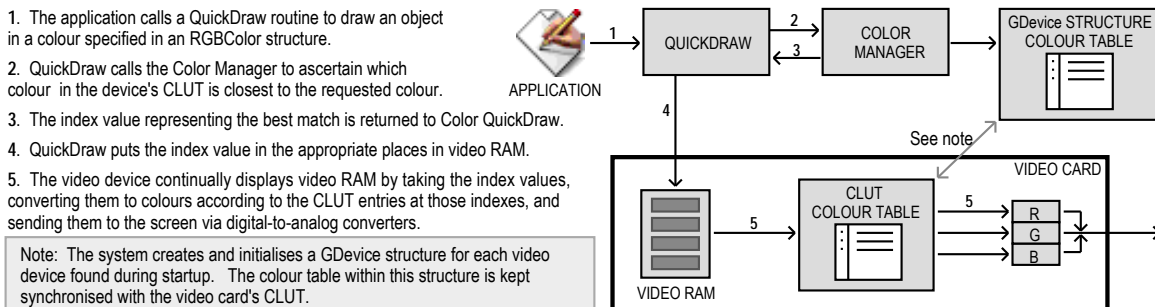 1. The application calls a QuickDraw routine to draw an object
in a colour specified in an RGBColor structure.
2. QuickDraw calls the Color Manager to ascertain which
colour in the device's CLUT is closest to the requested colour.
3. The index value representing the best match is returned to Color QuickDraw.
4. QuickDraw puts the index value in the appropriate places in video RAM.
5. The video device continually displays video RAM by taking the index values,
converting them to colours according to the CLUT entries at those indexes, and
sending them to the screen via digital-to-analog converters.
Note: The system creates and initialises a GDevice structure for each video
device found during startup. The colour table within this structure is kept
synchronised with the video card's CLUT.
APPLICATION
1
QUICKDRAW
2
3
COLOR
MANAGER
GDevice STRUCTURE
COLOUR TABLE
4
See note
VIDEO CARD
VIDEO RAM
5
CLUT
COLOUR TABLE
5
R
G
B